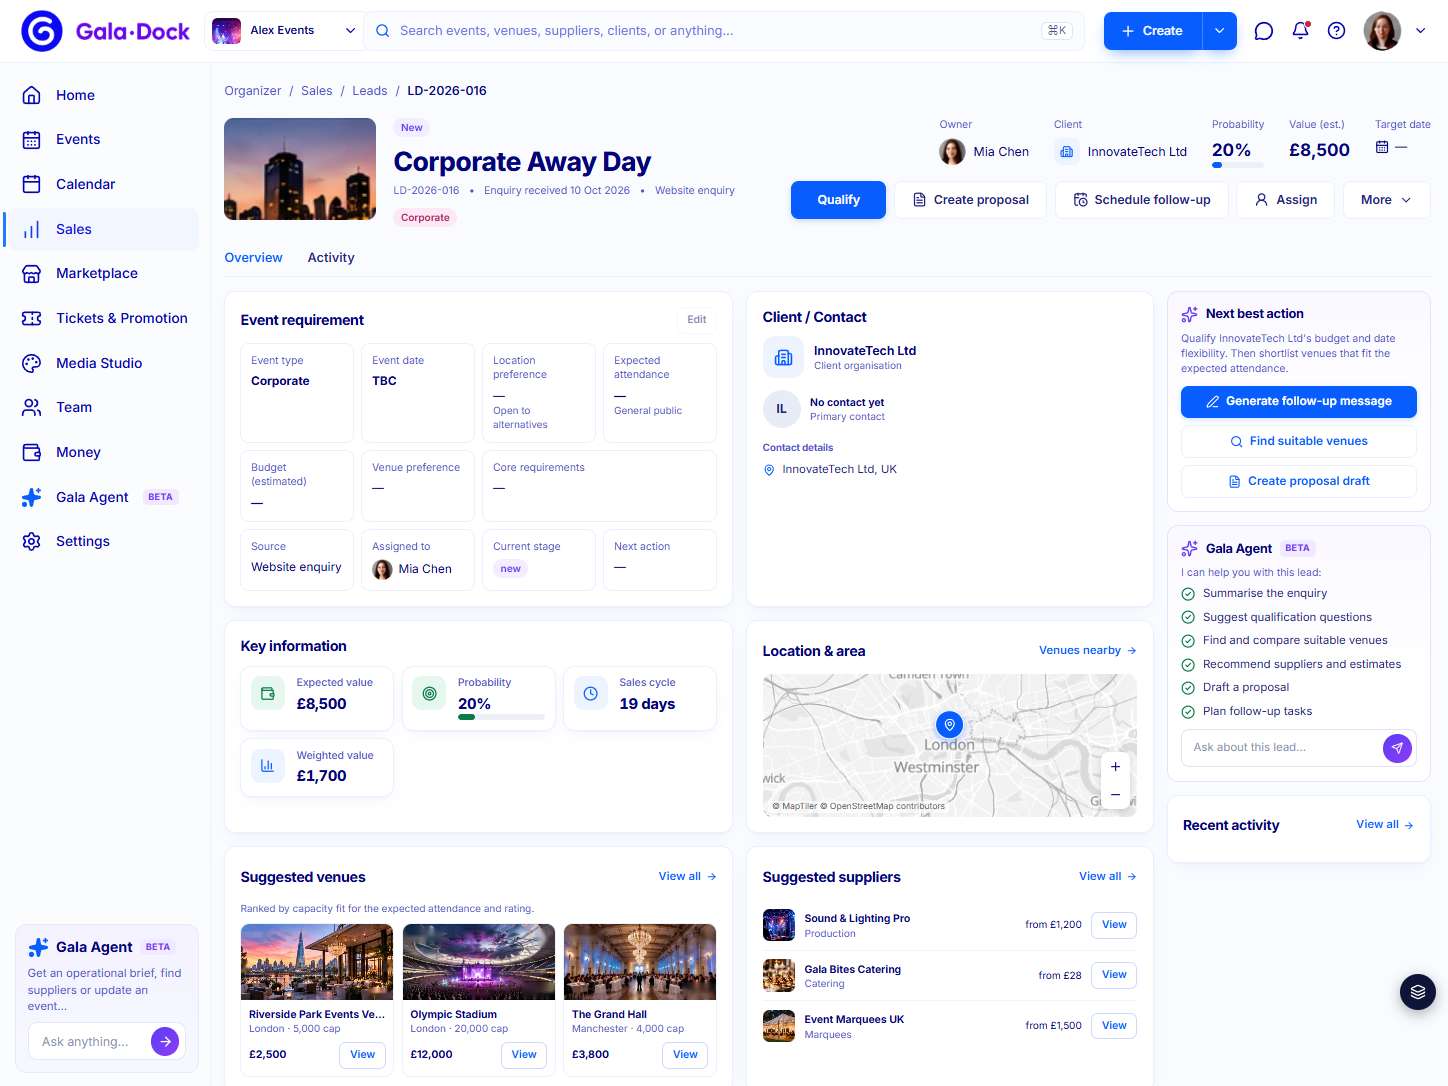 Gala·Dock
Alex Events
Search events, venues, suppliers, clients, or anything...
⌘K
+ Create
Home
Events
Calendar
Sales
Marketplace
Tickets & Promotion
Media Studio
Team
Money
Gala Agent BETA
Settings
Gala Agent BETA
Get an operational brief, find
suppliers or update an
event...
Ask anything...
Organizer / Sales / Leads / LD-2026-016
New
Corporate Away Day
LD-2026-016 • Enquiry received 10 Oct 2026 • Website enquiry
Corporate
Owner
Mia Chen
Client
InnovateTech Ltd
Probability
20%
Value (est.)
£8,500
Target date
—
Qualify
Create proposal
Schedule follow-up
Assign
More
Overview
Activity
Event requirement
Edit
Event type
Corporate
Event date
TBC
Location
preference
—
Open to
alternatives
Expected
attendance
—
General public
Budget
(estimated)
—
Venue preference
—
Core requirements
—
Source
Website enquiry
Assigned to
Mia Chen
Current stage
new
Next action
—
Client / Contact
InnovateTech Ltd
Client organisation
IL
No contact yet
Primary contact
Contact details
InnovateTech Ltd, UK
Next best action
Qualify InnovateTech Ltd's budget and date
flexibility. Then shortlist venues that fit the
expected attendance.
Generate follow-up message
Find suitable venues
Create proposal draft
Gala Agent BETA
I can help you with this lead:
Summarise the enquiry
Suggest qualification questions
Find and compare suitable venues
Recommend suppliers and estimates
Draft a proposal
Plan follow-up tasks
Ask about this lead...
Recent activity
View all →
Key information
Expected value
£8,500
Probability
20%
Sales cycle
19 days
Weighted value
£1,700
Location & area
Venues nearby →
Camden Town
London
Westminster
wick
+
−
© MapTiler © OpenStreetMap contributors
Suggested venues
View all →
Ranked by capacity fit for the expected attendance and rating.
Riverside Park Events Ve...
London · 5,000 cap
£2,500
View
Olympic Stadium
London · 20,000 cap
£12,000
View
The Grand Hall
Manchester · 4,000 cap
£3,800
View
Suggested suppliers
View all →
Sound & Lighting Pro
Production
from £1,200
View
Gala Bites Catering
Catering
from £28
View
Event Marquees UK
Marquees
from £1,500
View